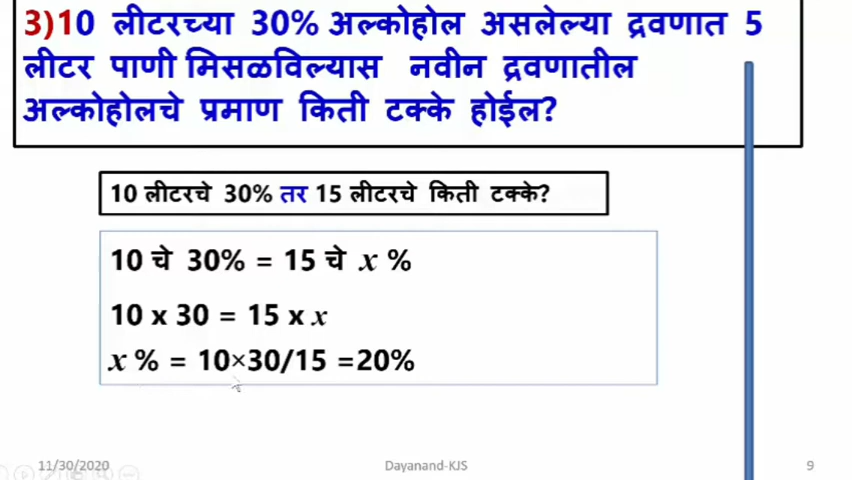 3)10 लीटरच्या 30% अल्कोहोल असलेल्या द्रवणात 5
लीटर पाणी मिसळविल्यास नवीन द्रवणातील
अल्कोहोलचे प्रमाण किती टक्के होईल?
10 लीटरचे 30% तर 15 लीटरचे किती टक्के?
10 चे 30% = 15 चे x %
10 x 30 = 15 x x
x % = 10×30/15 =20%
11/30/2020 Dayanand-KJS 9